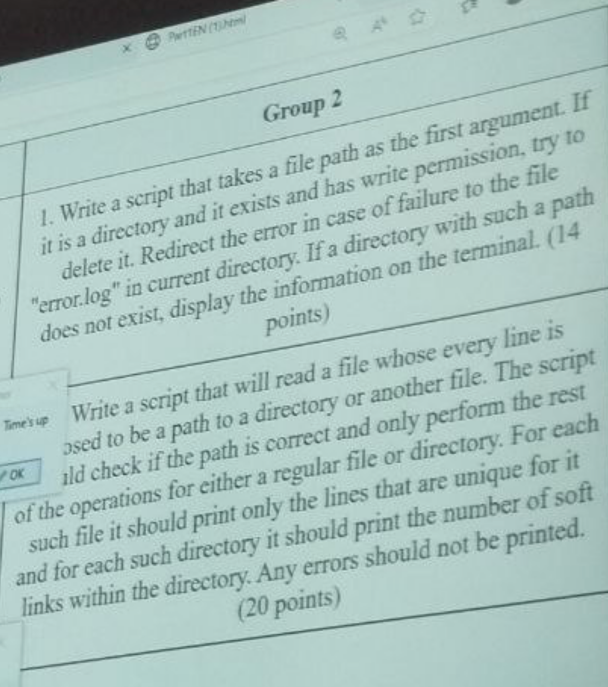 Part1EN (1).html
Group 2
1. Write a script that takes a file path as the first argument. If
it is a directory and it exists and has write permission, try to
delete it. Redirect the error in case of failure to the file
"error.log" in current directory. If a directory with such a path
does not exist, display the information on the terminal. (14
points)
Write a script that will read a file whose every line is
osed to be a path to a directory or another file. The script
Time's up
uld check if the path is correct and only perform the rest
OK
of the operations for either a regular file or directory. For each
such file it should print only the lines that are unique for it
and for each such directory it should print the number of soft
links within the directory. Any errors should not be printed.
(20 points)